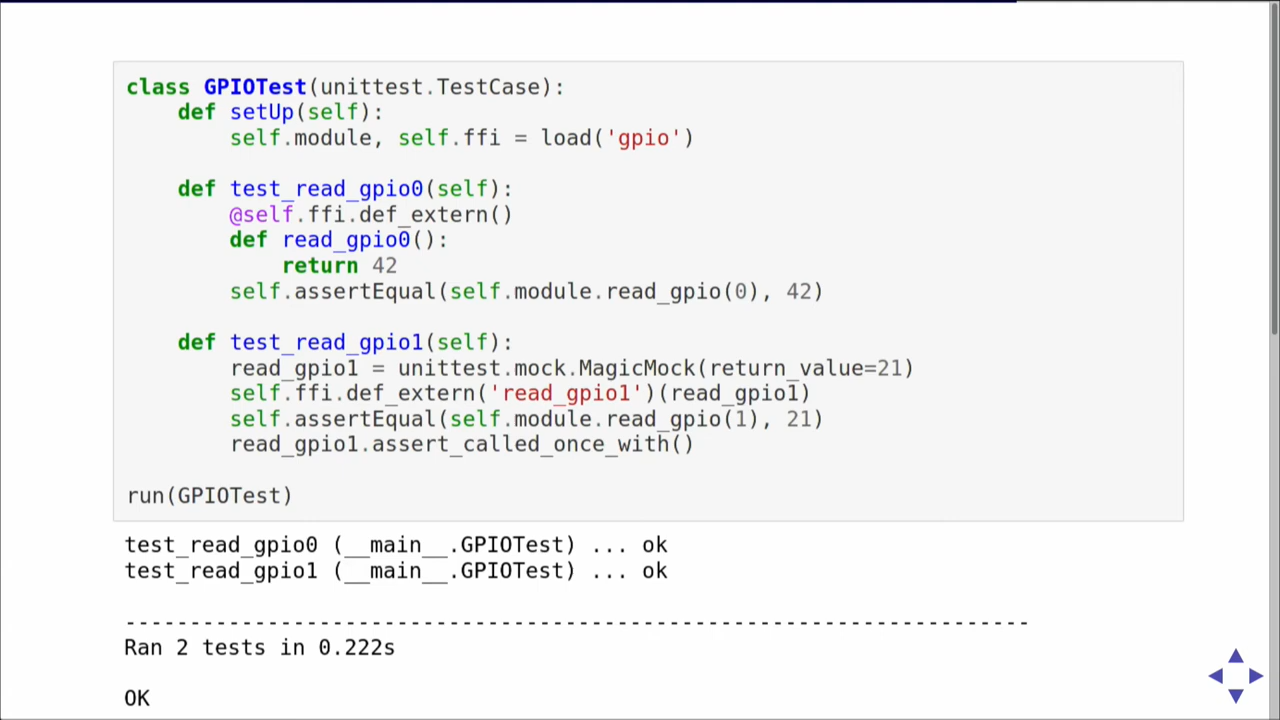 class GPIOTest(unittest.TestCase):
    def setUp(self):
        self.module, self.ffi = load('gpio')

    def test_read_gpio0(self):
        @self.ffi.def_extern()
        def read_gpio0():
            return 42
        self.assertEqual(self.module.read_gpio(0), 42)

    def test_read_gpio1(self):
        read_gpio1 = unittest.mock.MagicMock(return_value=21)
        self.ffi.def_extern('read_gpio1')(read_gpio1)
        self.assertEqual(self.module.read_gpio(1), 21)
        read_gpio1.assert_called_once_with()

run(GPIOTest)
test_read_gpio0 (__main__.GPIOTest) ... ok
test_read_gpio1 (__main__.GPIOTest) ... ok

----------------------------------------------------------------------
Ran 2 tests in 0.222s

OK